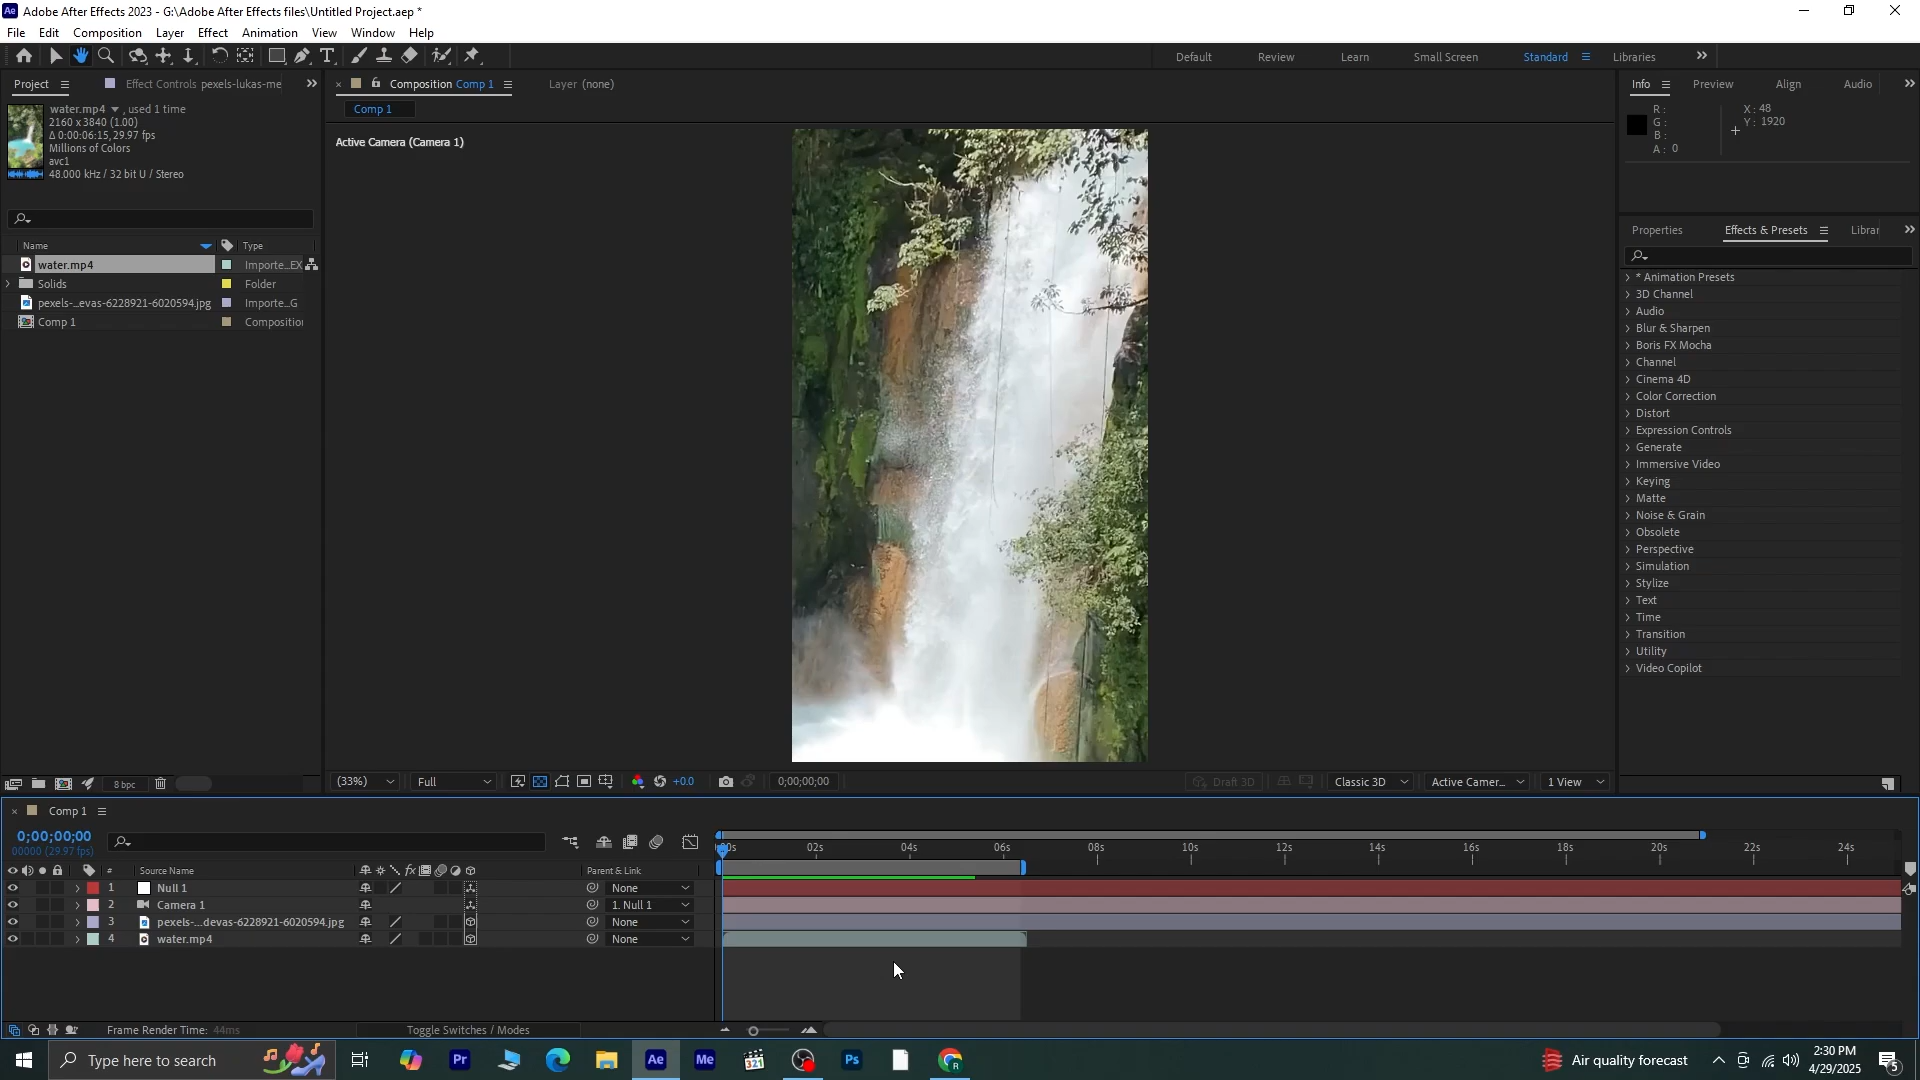 Ae Adobe After Effects 2023 - G:\Adobe After Effects files\Untitled Project.aep *
File Edit Composition Layer Effect Animation View Window Help
Default Review Learn Small Screen Standard Libraries
Project Effect Controls pexels-lukas-me
Composition Comp 1 Layer (none)
Info Preview Align Audio
Comp 1
water.mp4 , used 1 time
2160 x 3840 (1.00)
Δ 0:00:06:15, 29.97 fps
Millions of Colors
avc1
48.000 kHz / 32 bit U / Stereo
R : X : 48
G : Y : 1920
B :
A : 0
Active Camera (Camera 1)
Name Type
water.mp4 Importe...EX
Solids Folder
pexels-...evas-6228921-6020594.jpg Importe...G
Comp 1 Compositio
Properties Effects & Presets Librar
* Animation Presets
3D Channel
Audio
Blur & Sharpen
Boris FX Mocha
Channel
Cinema 4D
Color Correction
Distort
Expression Controls
Generate
Immersive Video
Keying
Matte
Noise & Grain
Obsolete
Perspective
Simulation
Stylize
Text
Time
Transition
Utility
Video Copilot
8 bpc
(33%) Full +0.0 0;00;00;00 Draft 3D Classic 3D Active Camer... 1 View
Comp 1
0;00;00;00
00000 (29.97 fps)
:00s 02s 04s 06s 08s 10s 12s 14s 16s 18s 20s 22s 24s
# Source Name fx Parent & Link
1 Null 1 None
2 Camera 1 1. Null 1
3 pexels-...devas-6228921-6020594.jpg None
4 water.mp4 None
Frame Render Time: 44ms Toggle Switches / Modes
Type here to search Pr Ae Me 321 Ps R Air quality forecast 2:30 PM
4/29/2025 5